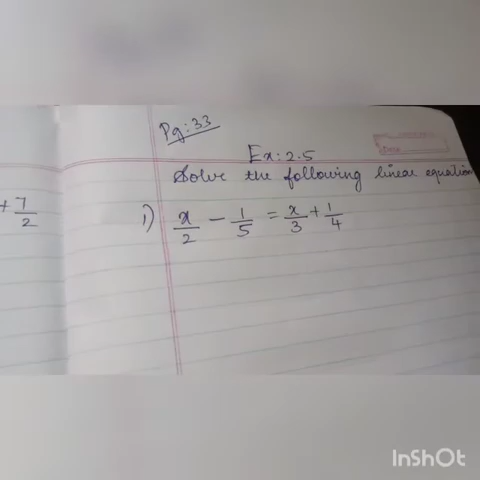 Pg:33
Ex:2.5
Solve the following linear equation
+ 7/2
1) x/2 - 1/5 = x/3 + 1/4
InShOt